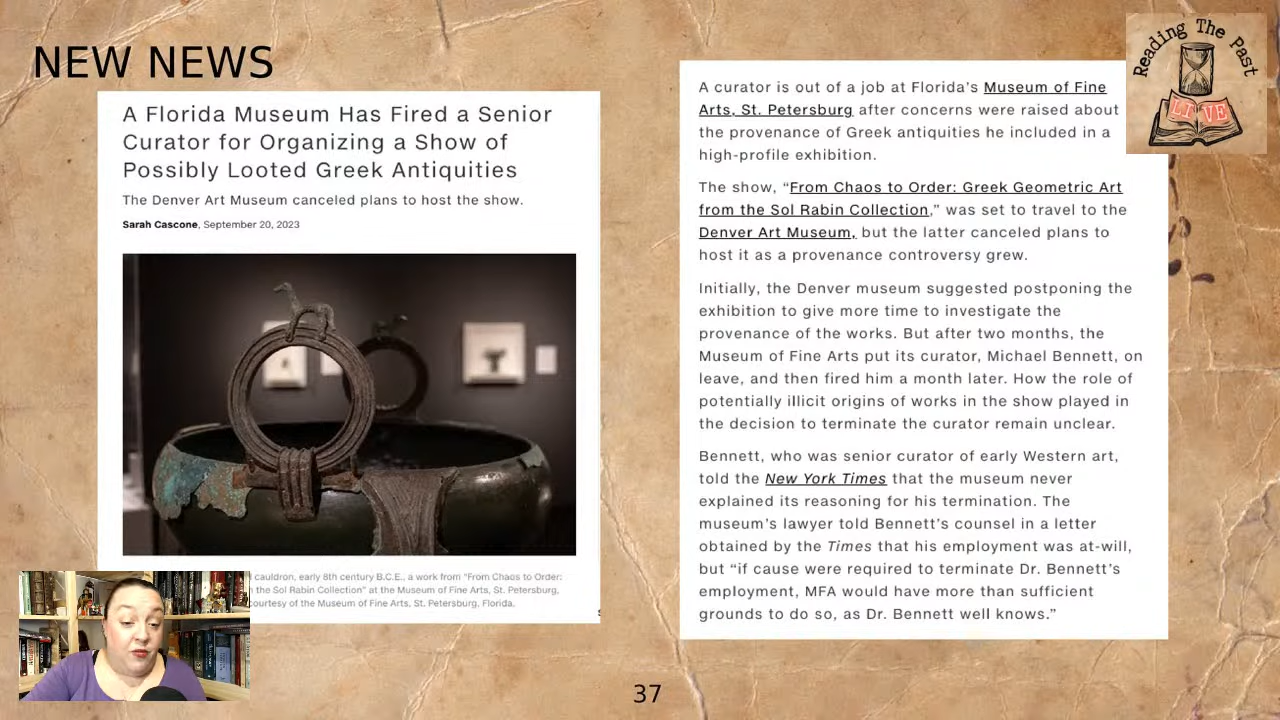 NEW NEWS
A Florida Museum Has Fired a Senior
Curator for Organizing a Show of
Possibly Looted Greek Antiquities
The Denver Art Museum canceled plans to host the show.
Sarah Cascone, September 20, 2023
cauldron, early 8th century B.C.E., a work from “From Chaos to Order:
the Sol Rabin Collection” at the Museum of Fine Arts, St. Petersburg,
courtesy of the Museum of Fine Arts, St. Petersburg, Florida.
A curator is out of a job at Florida’s Museum of Fine
Arts, St. Petersburg after concerns were raised about
the provenance of Greek antiquities he included in a
high-profile exhibition.
The show, “From Chaos to Order: Greek Geometric Art
from the Sol Rabin Collection,” was set to travel to the
Denver Art Museum, but the latter canceled plans to
host it as a provenance controversy grew.
Initially, the Denver museum suggested postponing the
exhibition to give more time to investigate the
provenance of the works. But after two months, the
Museum of Fine Arts put its curator, Michael Bennett, on
leave, and then fired him a month later. How the role of
potentially illicit origins of works in the show played in
the decision to terminate the curator remain unclear.
Bennett, who was senior curator of early Western art,
told the New York Times that the museum never
explained its reasoning for his termination. The
museum’s lawyer told Bennett’s counsel in a letter
obtained by the Times that his employment was at-will,
but “if cause were required to terminate Dr. Bennett’s
employment, MFA would have more than sufficient
grounds to do so, as Dr. Bennett well knows.”
Reading The Past
LIVE
37